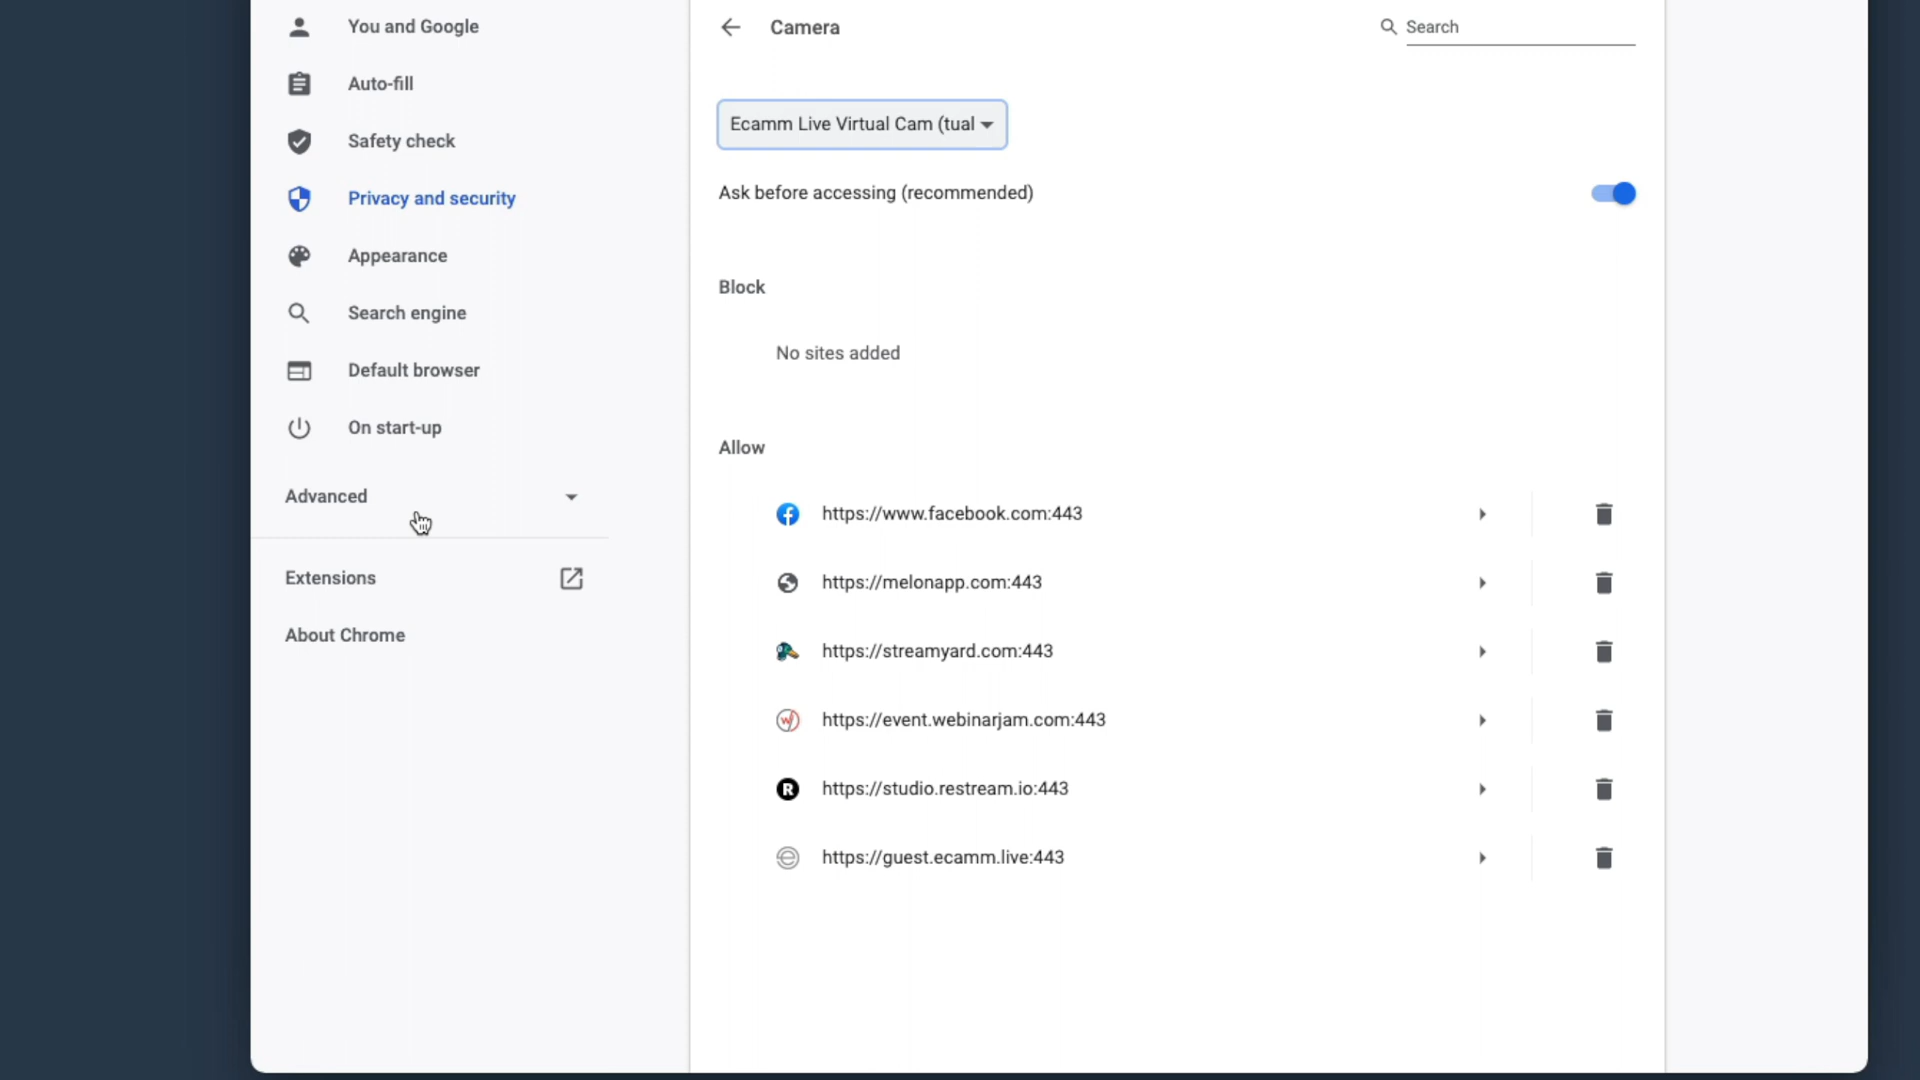 You and Google
Auto-fill
Safety check
Privacy and security
Appearance
Search engine
Default browser
On start-up
Advanced
Extensions
About Chrome
Camera
Search
Ecamm Live Virtual Cam (tual
Ask before accessing (recommended)
Block
No sites added
Allow
https://www.facebook.com:443
https://melonapp.com:443
https://streamyard.com:443
https://event.webinarjam.com:443
https://studio.restream.io:443
https://guest.ecamm.live:443